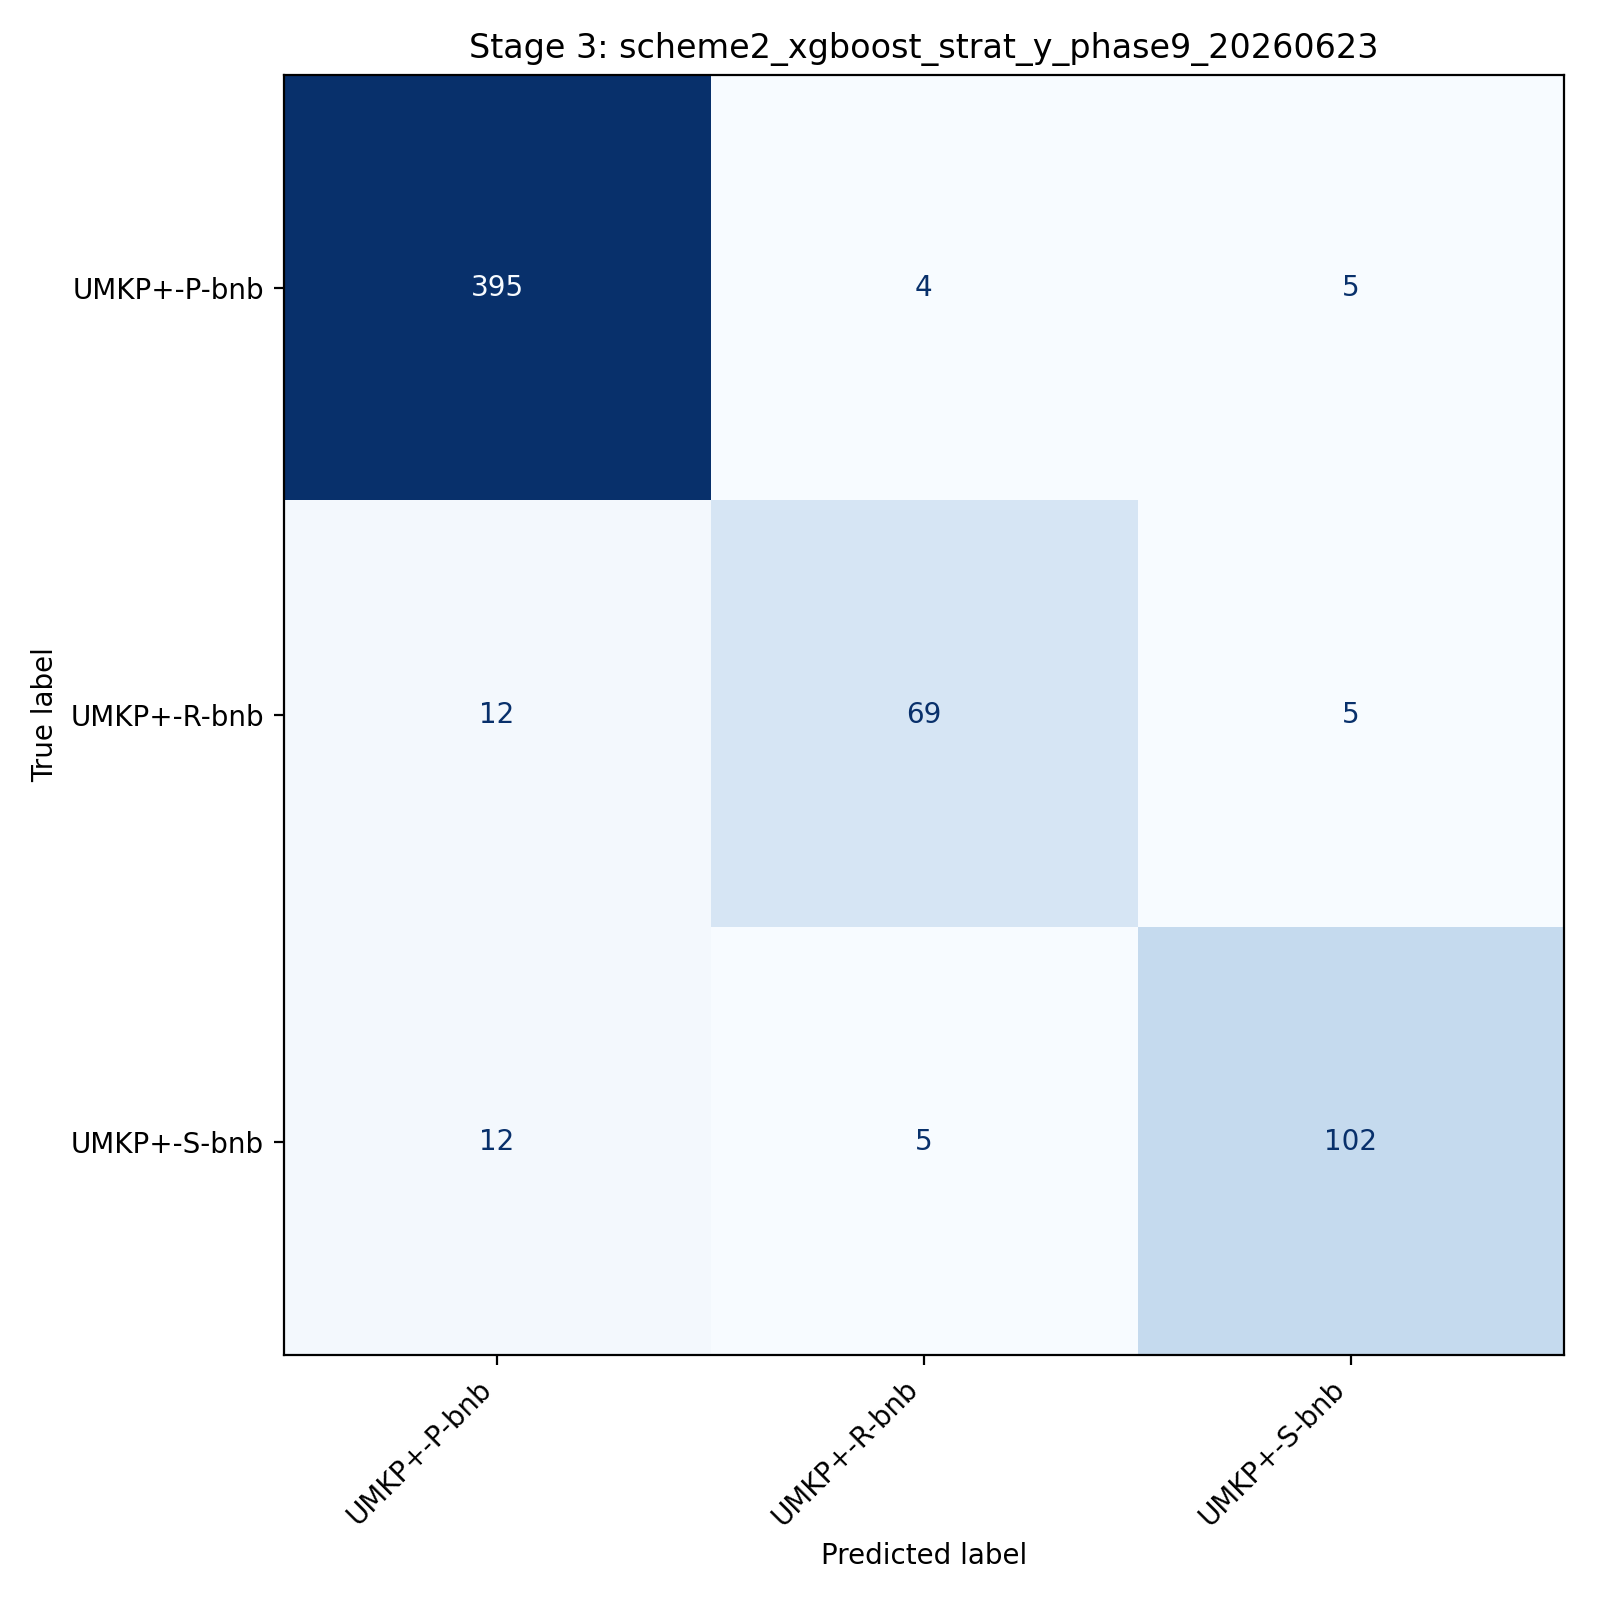 Stage 3: scheme2_xgboost_strat_y_phase9_20260623
True label
UMKP+-P-bnb
395
4
5
UMKP+-R-bnb
12
69
5
UMKP+-S-bnb
12
5
102
UMKP+-P-bnb
UMKP+-R-bnb
UMKP+-S-bnb
Predicted label